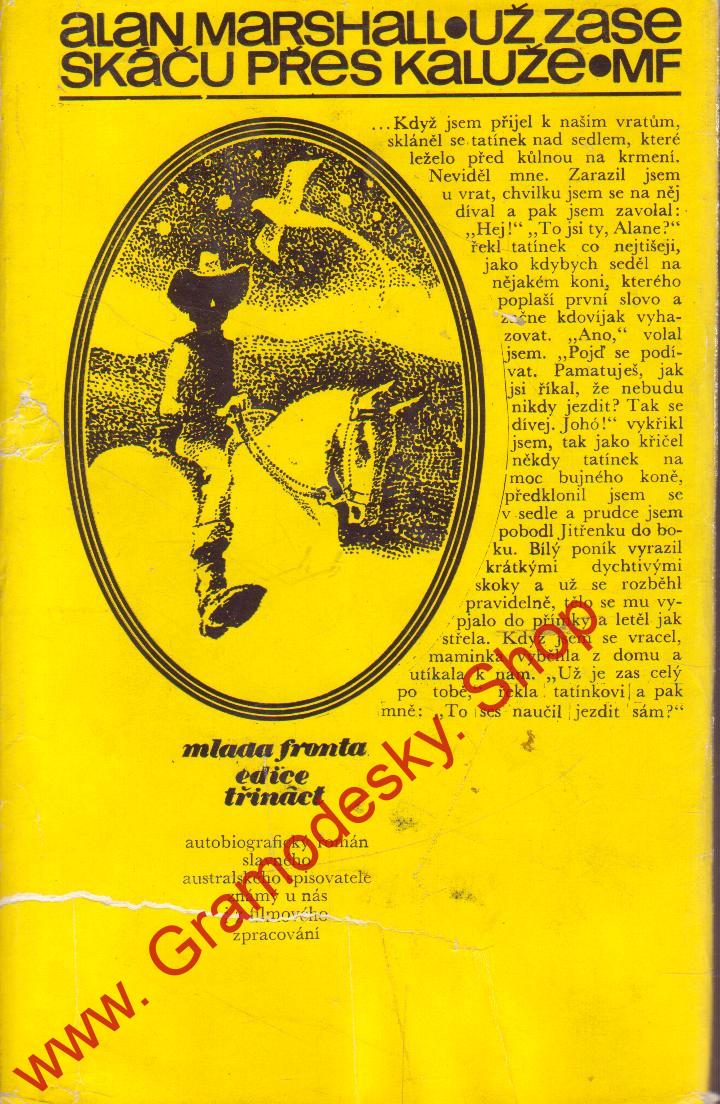 alan Marshall•Už zase
skáču přes kaluže•MF
...Když jsem přijel k našim vratům,
skláněl se tatínek nad sedlem, které
leželo před kůlnou na krmení.
Neviděl mne. Zarazil jsem
u vrat, chvilku jsem se na něj
díval a pak jsem zavolal:
„Hej!“ „To jsi ty, Alane?“
řekl tatínek co nejtišeji,
jako kdybych seděl na
nějakém koni, kterého
poplaší první slovo a
začne kdovíjak vyha-
zovat. „Ano,“ volal
jsem. „Pojď se podí-
vat. Pamatuješ, jak
jsi říkal, že nebudu
nikdy jezdit? Tak se
dívej. Johó!“ vykřikl
jsem, tak jako křičel
někdy tatínek na
moc bujného koně,
předklonil jsem se
v sedle a prudce jsem
pobodl Jitřenku do bo-
ku. Bílý poník vyrazil
krátkými dychtivými
skoky a už se rozběhl
pravidelně, tělo se mu vy-
pjalo do přímky a letěl jak
střela. Když jsem se vracel,
maminka vyběhla z domu a
utíkala k nám. „Už je zas celý
po tobě,“ řekla tatínkovi a pak
mně: „To ses naučil jezdit sám?“
mladá fronta
edice
třináct
autobiografický román
slavného
australského spisovatele
známý u nás
z filmového
zpracování
www. Gramodesky. Shop